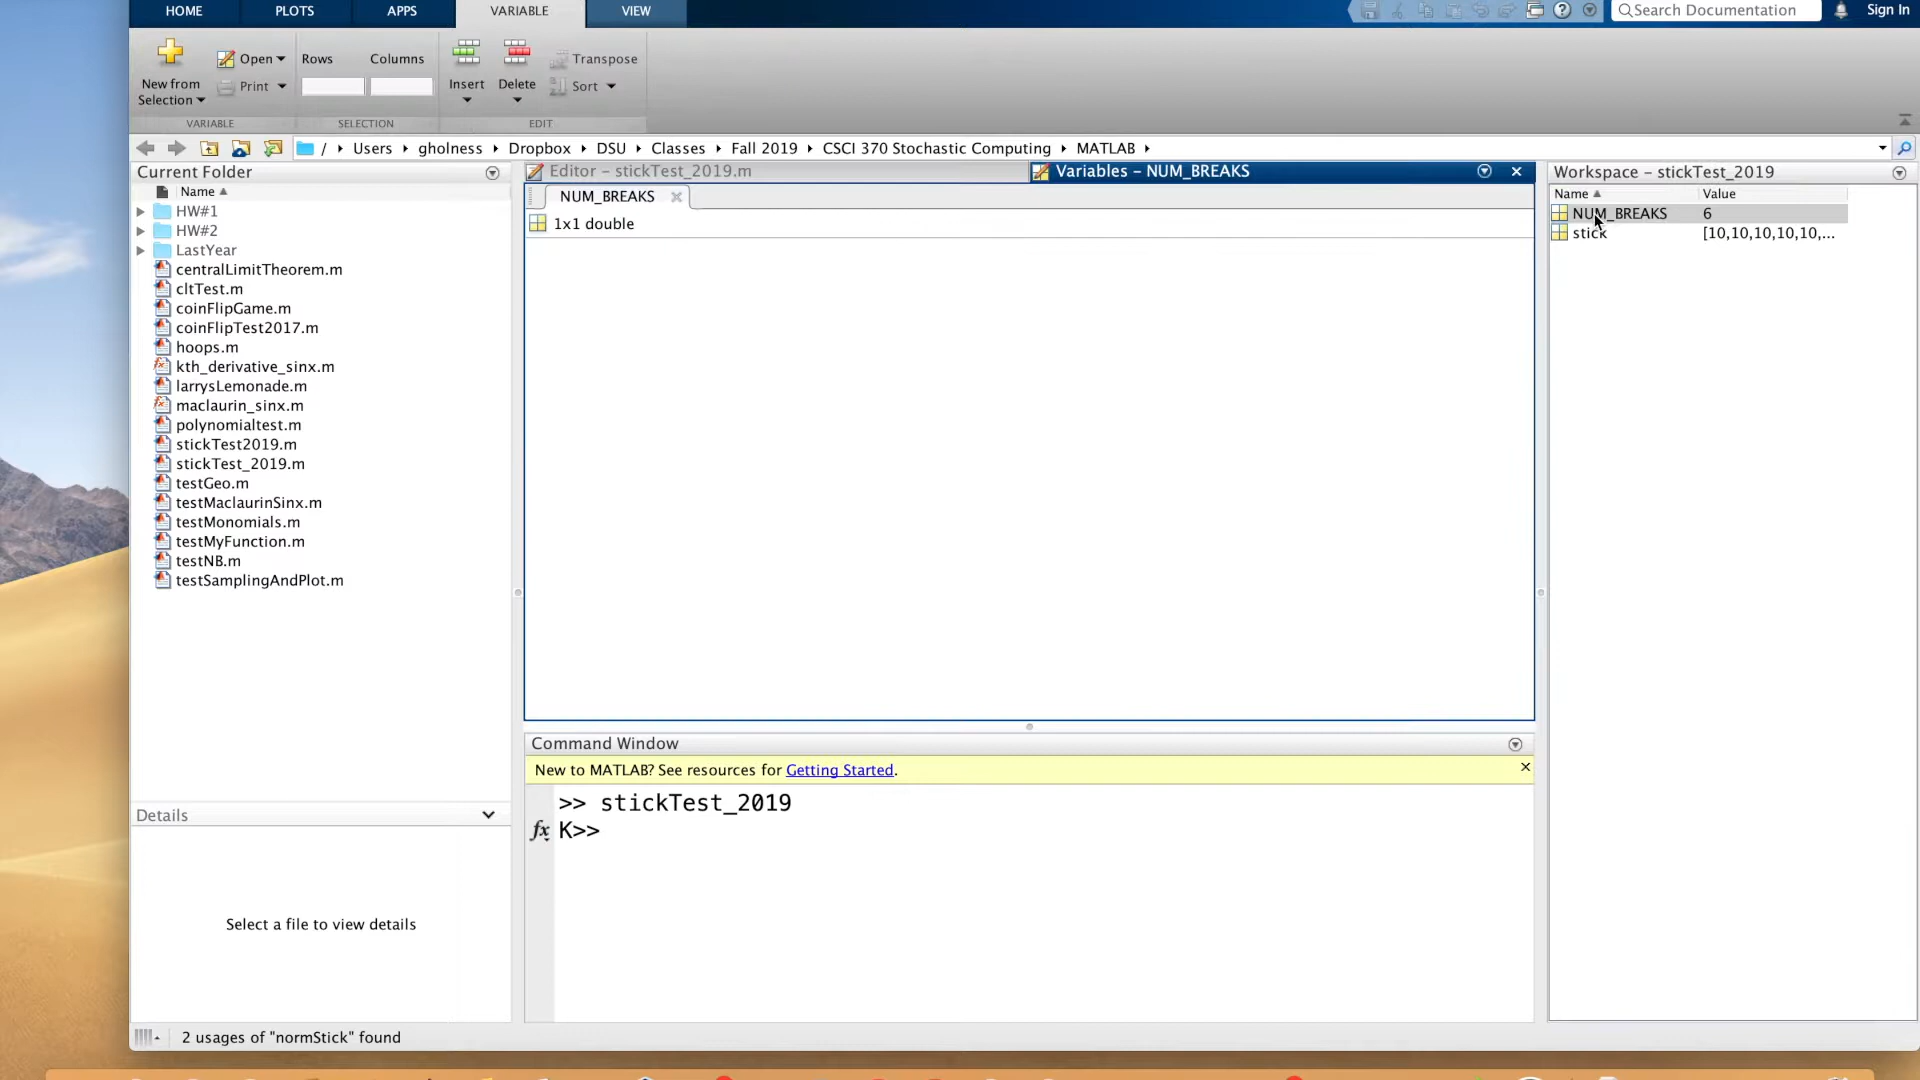 HOME PLOTS APPS VARIABLE VIEW Search Documentation Sign In
New from Selection Open Print Rows Columns Insert Delete Transpose Sort
VARIABLE SELECTION EDIT
/ Users gholness Dropbox DSU Classes Fall 2019 CSCI 370 Stochastic Computing MATLAB
Current Folder
Name
HW#1
HW#2
LastYear
centralLimitTheorem.m
cltTest.m
coinFlipGame.m
coinFlipTest2017.m
hoops.m
kth_derivative_sinx.m
larrysLemonade.m
maclaurin_sinx.m
polynomialtest.m
stickTest2019.m
stickTest_2019.m
testGeo.m
testMaclaurinSinx.m
testMonomials.m
testMyFunction.m
testNB.m
testSamplingAndPlot.m
Details
Select a file to view details
Editor - stickTest_2019.m Variables - NUM_BREAKS
NUM_BREAKS
1x1 double
Command Window
New to MATLAB? See resources for Getting Started.
>> stickTest_2019
fx K>>
Workspace - stickTest_2019
Name Value
NUM_BREAKS 6
stick [10,10,10,10,10,...
2 usages of "normStick" found